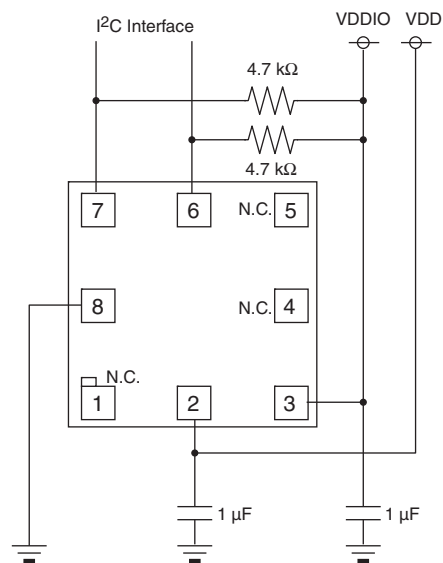 I²C Interface
VDDIO VDD
4.7 kΩ
4.7 kΩ
7
6
N.C. 5
8
N.C. 4
N.C.
1
2
3
1 µF
1 µF